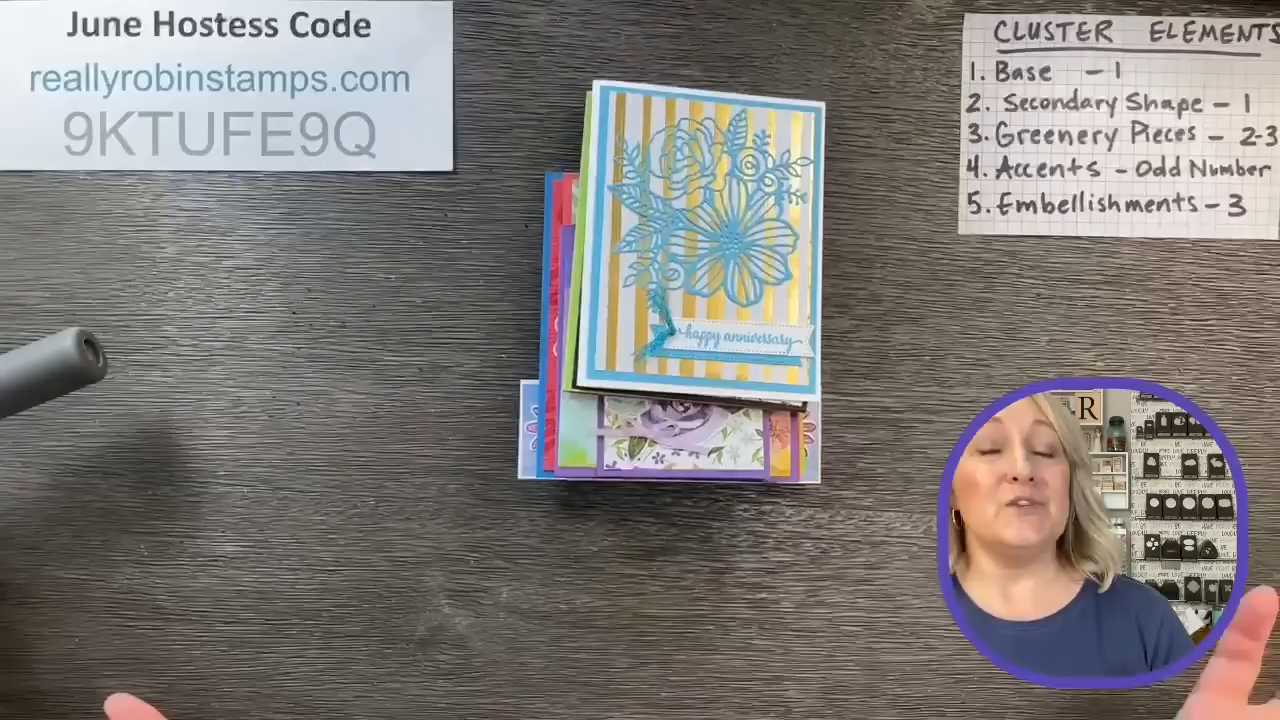 June Hostess Code
reallyrobinstamps.com
9KTUFE9Q
CLUSTER ELEMENTS
1. Base - 1
2. Secondary Shape - 1
3. Greenery Pieces - 2-3
4. Accents - Odd Number
5. Embellishments - 3
happy anniversary
R